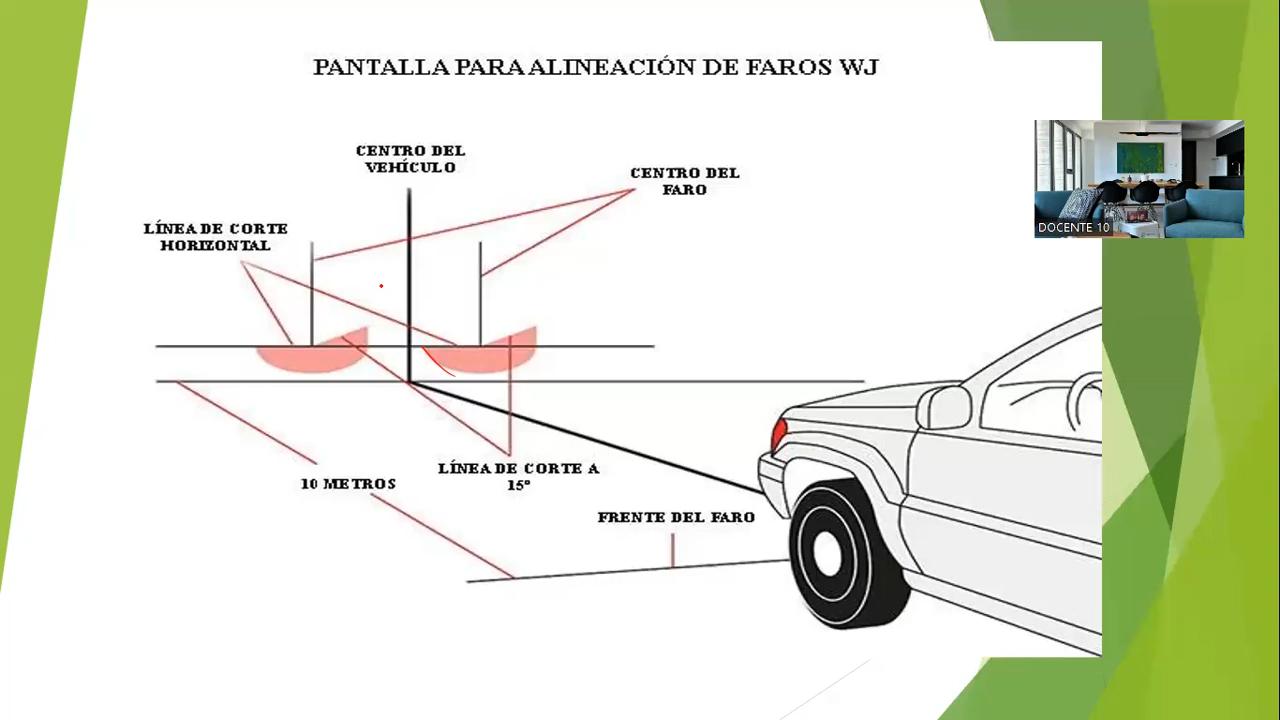 PANTALLA PARA ALINEACIÓN DE FAROS WJ
CENTRO DEL
VEHÍCULO
CENTRO DEL
FARO
LÍNEA DE CORTE
HORIZONTAL
DOCENTE 10
LÍNEA DE CORTE A
15°
10 METROS
FRENTE DEL FARO